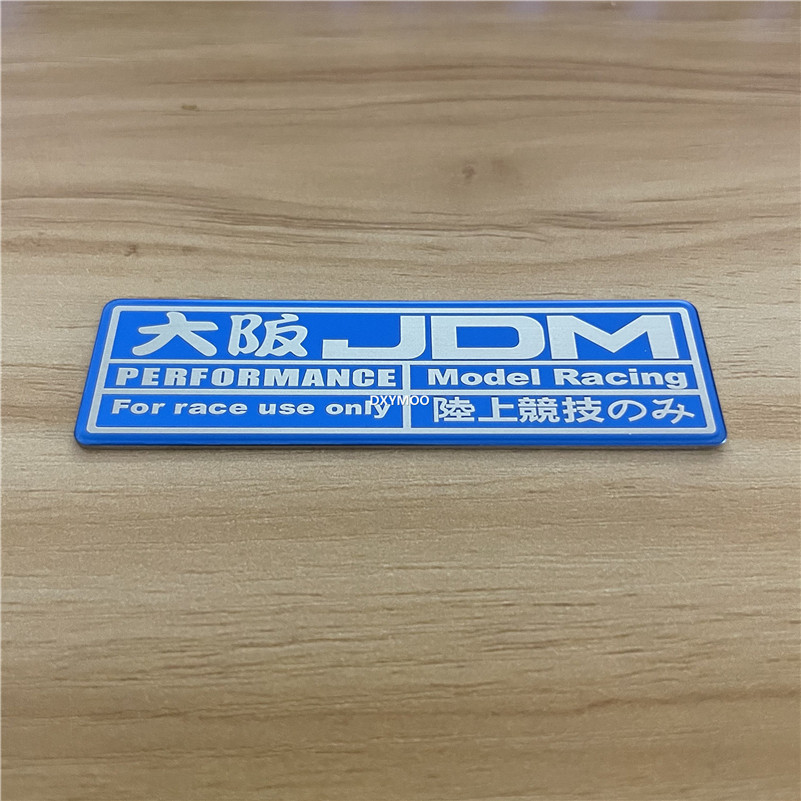 大阪 JDM
PERFORMANCE Model Racing
For race use only 陸上競技のみ
DXYMOO